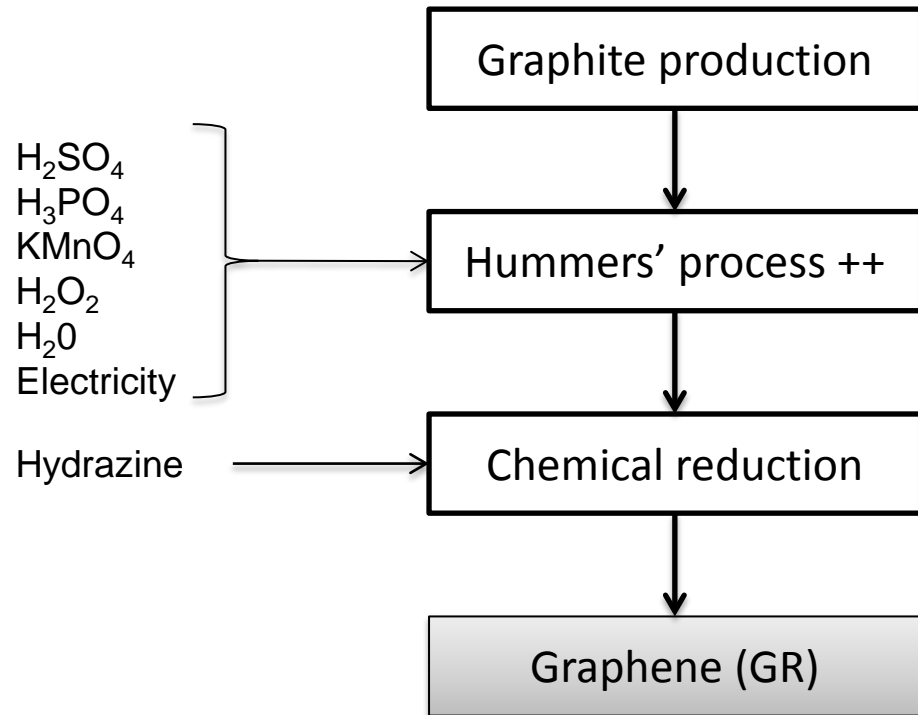 Graphite production
H₂SO₄
H₃PO₄
KMnO₄
H₂O₂
H₂0
Electricity
Hummers’ process ++
Hydrazine
Chemical reduction
Graphene (GR)